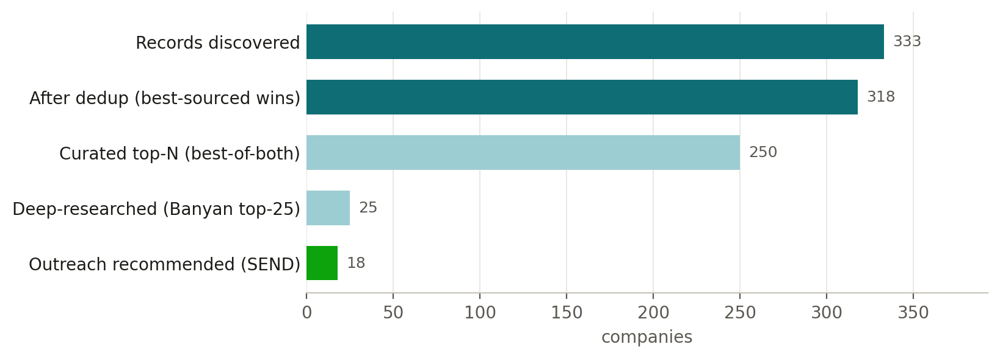 Records discovered 333
After dedup (best-sourced wins) 318
Curated top-N (best-of-both) 250
Deep-researched (Banyan top-25) 25
Outreach recommended (SEND) 18
0 50 100 150 200 250 300 350
companies